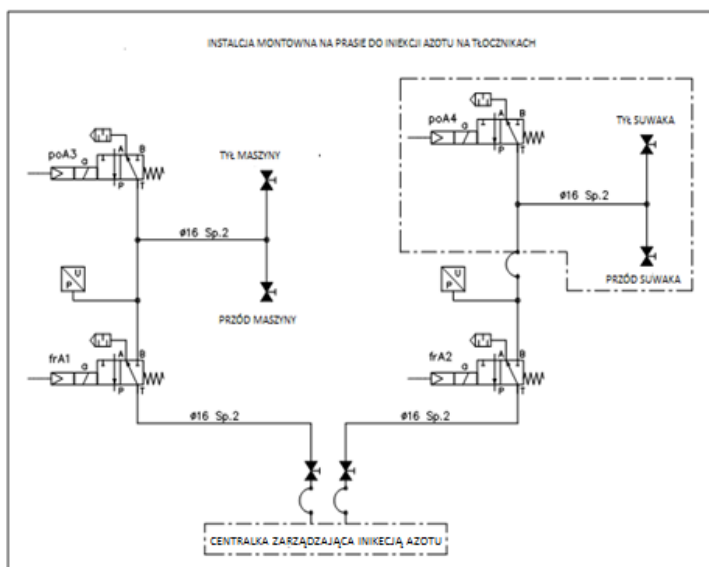 INSTALCJA MONTOWNA NA PRASIE DO INIEKCJI AZOTU NA TŁOCZNIKACH
poA3
a
A
B
P
T
TYŁ MASZYNY
ø16 Sp.2
U
P
PRZÓD MASZYNY
frA1
a
A
B
P
T
ø16 Sp.2
poA4
a
A
B
P
T
TYŁ SUWAKA
ø16 Sp.2
PRZÓD SUWAKA
U
P
frA2
a
A
B
P
T
ø16 Sp.2
CENTRALKA ZARZĄDZAJĄCA INIKECJĄ AZOTU